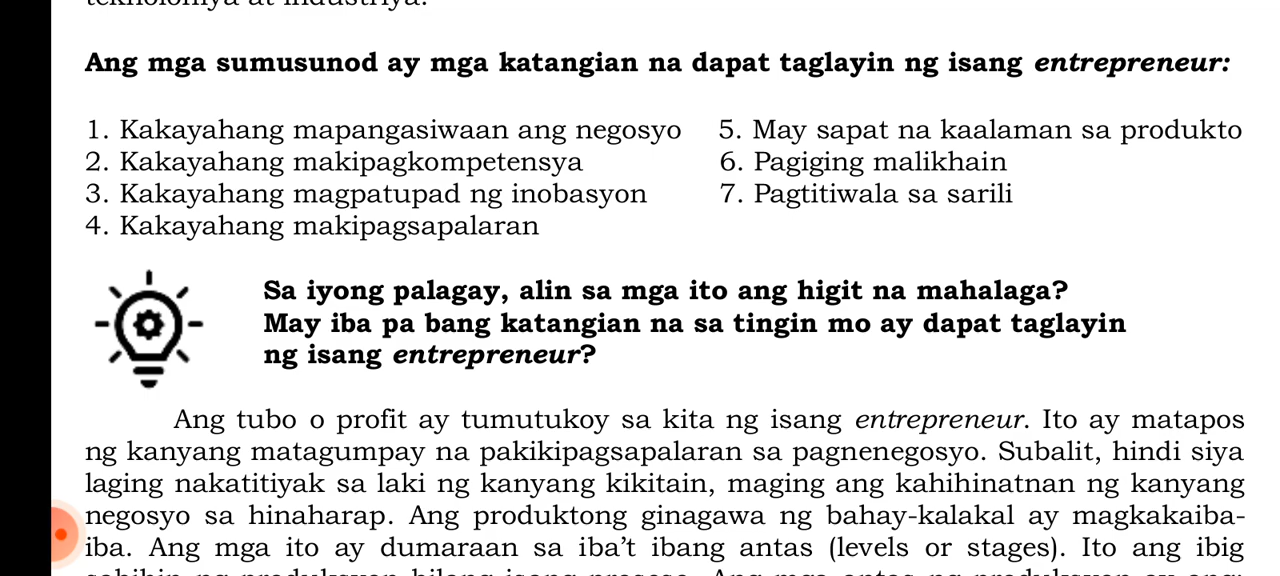 Ang mga sumusunod ay mga katangian na dapat taglayin ng isang entrepreneur:
1. Kakayahang mapangasiwaan ang negosyo
2. Kakayahang makipagkompetensya
3. Kakayahang magpatupad ng inobasyon
4. Kakayahang makipagsapalaran
5. May sapat na kaalaman sa produkto
6. Pagiging malikhain
7. Pagtitiwala sa sarili
Sa iyong palagay, alin sa mga ito ang higit na mahalaga?
May iba pa bang katangian na sa tingin mo ay dapat taglayin
ng isang entrepreneur?
Ang tubo o profit ay tumutukoy sa kita ng isang entrepreneur. Ito ay matapos
ng kanyang matagumpay na pakikipagsapalaran sa pagnenegosyo. Subalit, hindi siya
laging nakatitiyak sa laki ng kanyang kikitain, maging ang kahihinatnan ng kanyang
negosyo sa hinaharap. Ang produktong ginagawa ng bahay-kalakal ay magkakaiba-
iba. Ang mga ito ay dumaraan sa iba't ibang antas (levels or stages). Ito ang ibig